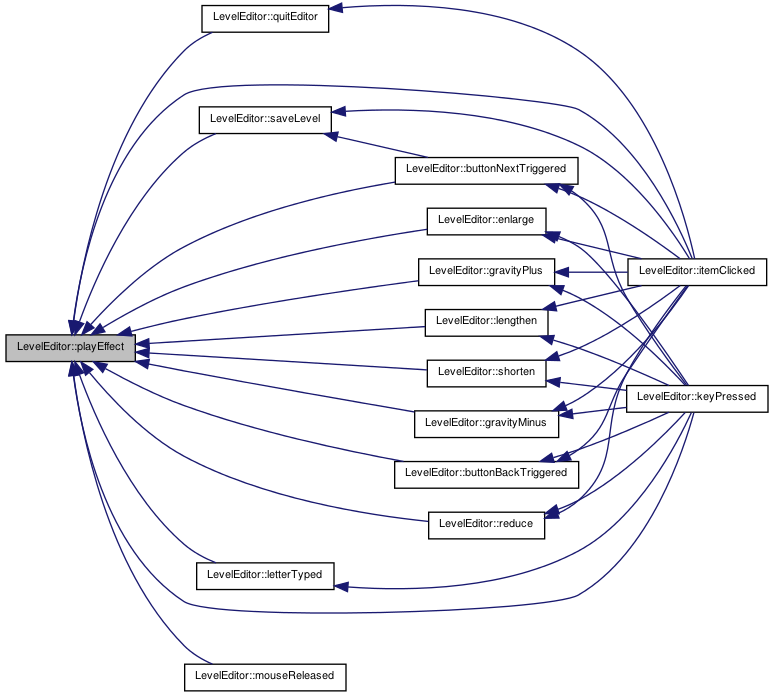 LevelEditor::quitEditor
LevelEditor::saveLevel
LevelEditor::buttonNextTriggered
LevelEditor::enlarge
LevelEditor::itemClicked
LevelEditor::gravityPlus
LevelEditor::lengthen
LevelEditor::playEffect
LevelEditor::shorten
LevelEditor::keyPressed
LevelEditor::gravityMinus
LevelEditor::buttonBackTriggered
LevelEditor::reduce
LevelEditor::letterTyped
LevelEditor::mouseReleased